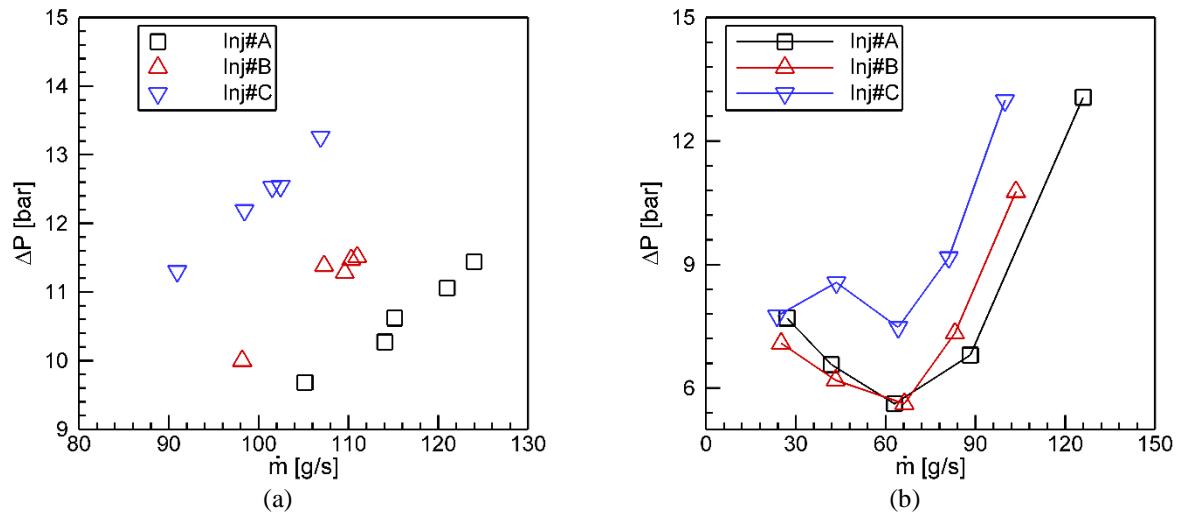 15
14
13
12
11
10
9
ΔP [bar]
Inj#A
Inj#B
Inj#C
80 90 100 110 120 130
ṁ [g/s]
(a)
15
12
9
6
ΔP [bar]
Inj#A
Inj#B
Inj#C
0 30 60 90 120 150
ṁ [g/s]
(b)